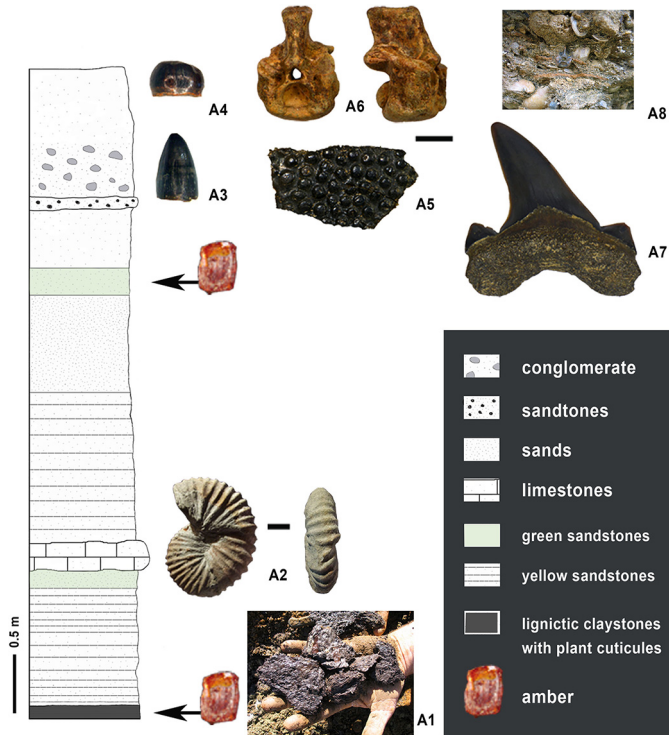 A4
A6
A8
A3
A5
A7
A2
0.5 m
A1
conglomerate
sandtones
sands
limestones
green sandstones
yellow sandstones
lignictic claystones
with plant cuticules
amber